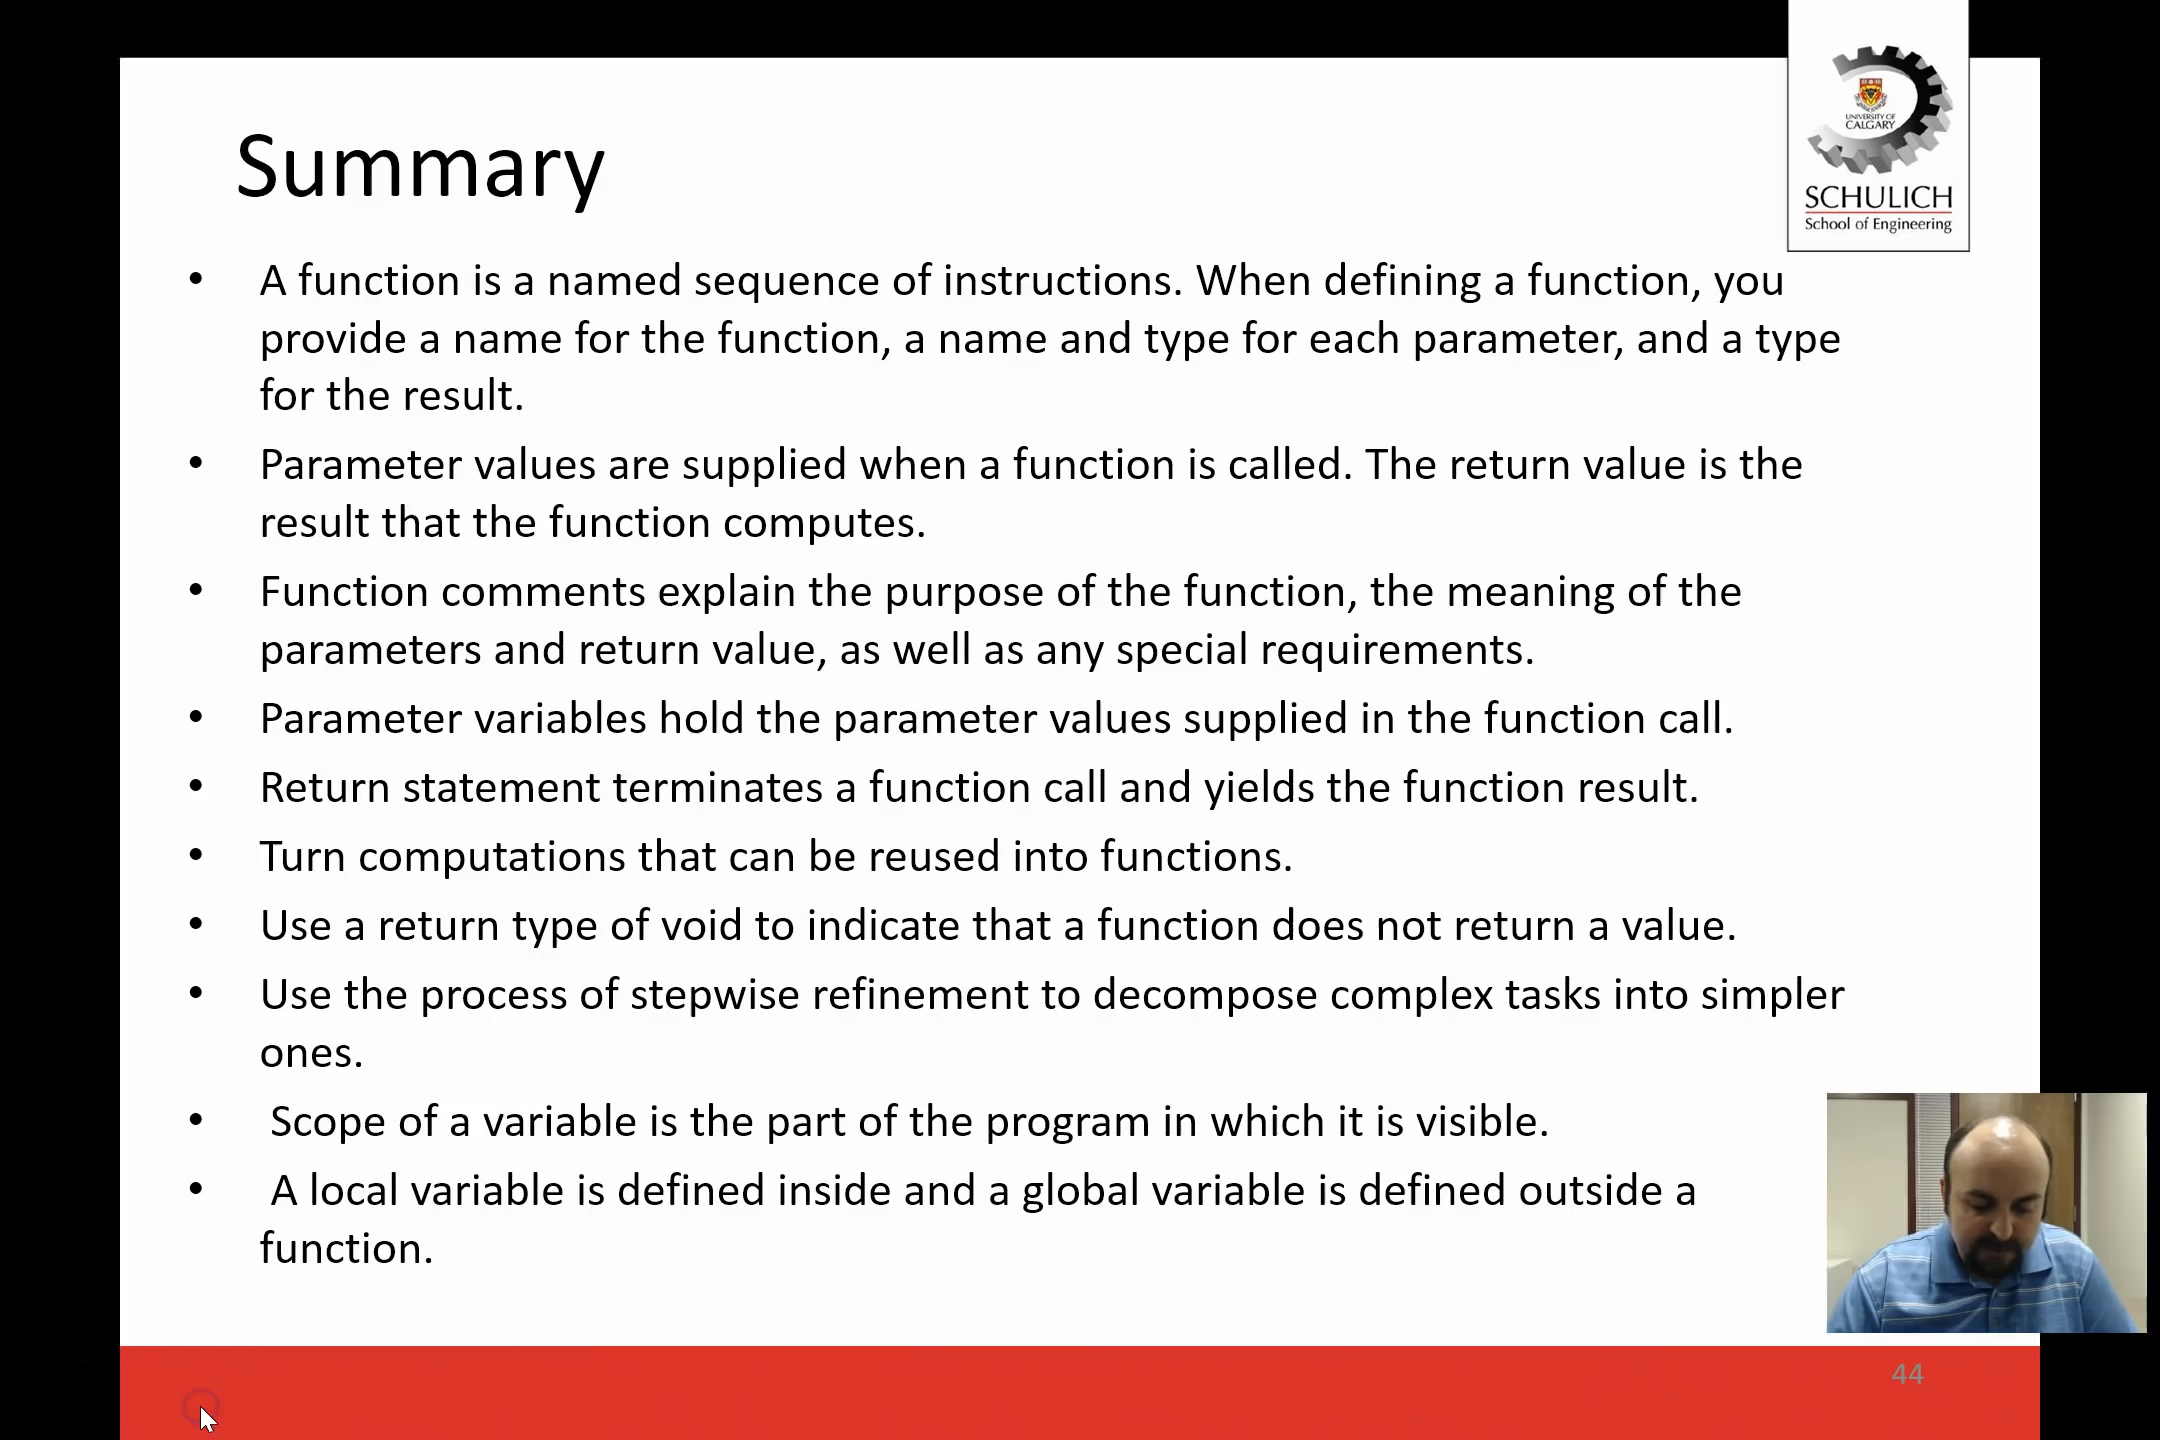 UNIVERSITY OF
CALGARY
SCHULICH
School of Engineering
Summary
• A function is a named sequence of instructions. When defining a function, you
provide a name for the function, a name and type for each parameter, and a type
for the result.
• Parameter values are supplied when a function is called. The return value is the
result that the function computes.
• Function comments explain the purpose of the function, the meaning of the
parameters and return value, as well as any special requirements.
• Parameter variables hold the parameter values supplied in the function call.
• Return statement terminates a function call and yields the function result.
• Turn computations that can be reused into functions.
• Use a return type of void to indicate that a function does not return a value.
• Use the process of stepwise refinement to decompose complex tasks into simpler
ones.
• Scope of a variable is the part of the program in which it is visible.
• A local variable is defined inside and a global variable is defined outside a
function.
44